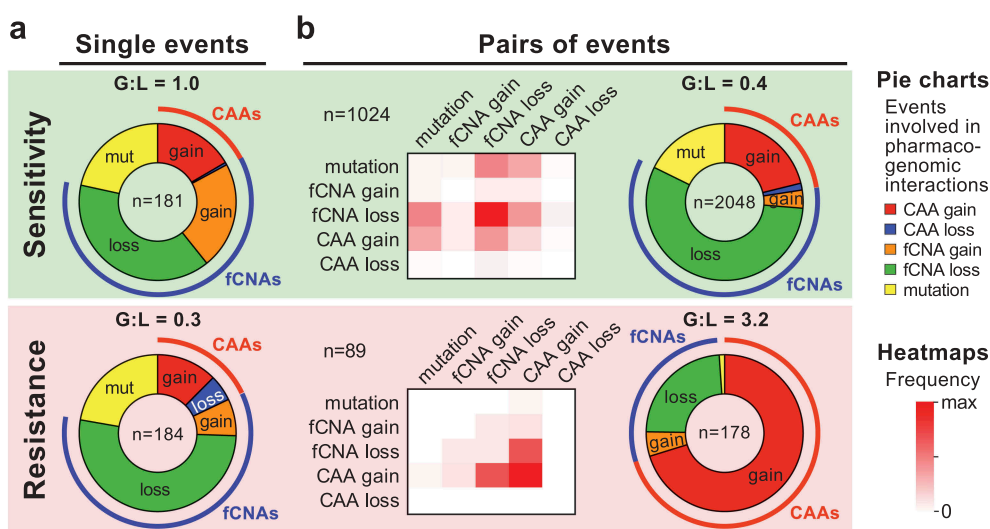 a
Single events
b
Pairs of events
Sensitivity
G:L = 1.0
CAAs
gain
gain
loss
mut
n=181
fCNAs
n=1024
mutation
fCNA gain
fCNA loss
CAA gain
CAA loss
mutation
fCNA gain
fCNA loss
CAA gain
CAA loss
G:L = 0.4
CAAs
mut
gain
n=2048
gain
loss
fCNAs
Resistance
G:L = 0.3
CAAs
gain
mut
loss
gain
n=184
loss
fCNAs
n=89
mutation
fCNA gain
fCNA loss
CAA gain
CAA loss
mutation
fCNA gain
fCNA loss
CAA gain
CAA loss
G:L = 3.2
fCNAs
loss
gain
n=178
gain
CAAs
Pie charts
Events
involved in
pharmaco-
genomic
interactions
CAA gain
CAA loss
fCNA gain
fCNA loss
mutation
Heatmaps
Frequency
max
0